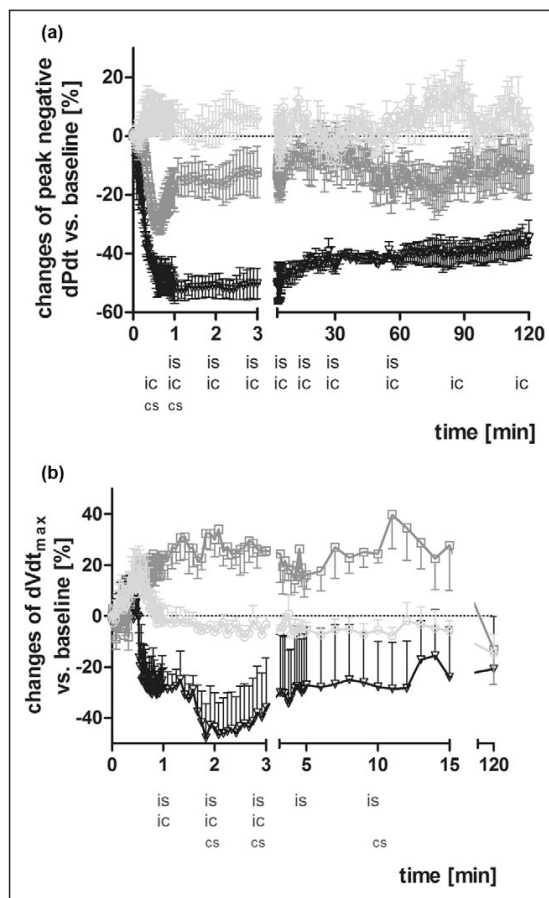 (a)
changes of peak negative
dPdt vs. baseline [%]
20
0
-20
-40
-60
0 1 2 3 30 60 90 120
is is is is is is is
ic ic ic ic ic ic ic ic ic ic
cs cs
time [min]
(b)
changes of dVdtmax
vs. baseline [%]
40
20
0
-20
-40
0 1 2 3 5 10 15 120
is is is is is
ic ic ic
cs cs cs
time [min]